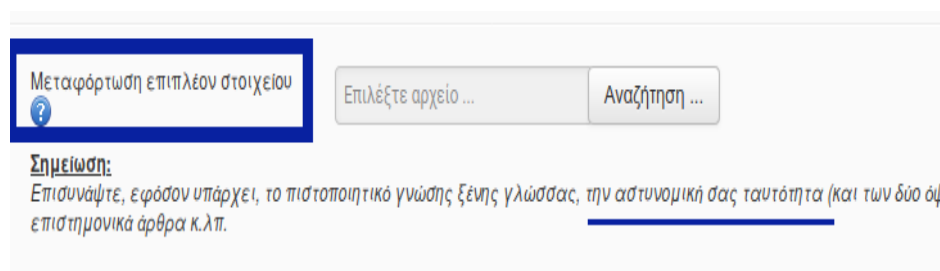 Μεταφόρτωση επιπλέον στοιχείου
Επιλέξτε αρχείο ... Αναζήτηση ...
Σημείωση:
Επισυνάψτε, εφόσον υπάρχει, το πιστοποιητικό γνώσης ξένης γλώσσας, την αστυνομική σας ταυτότητα (και των δύο
επιστημονικά άρθρα κ.λπ.